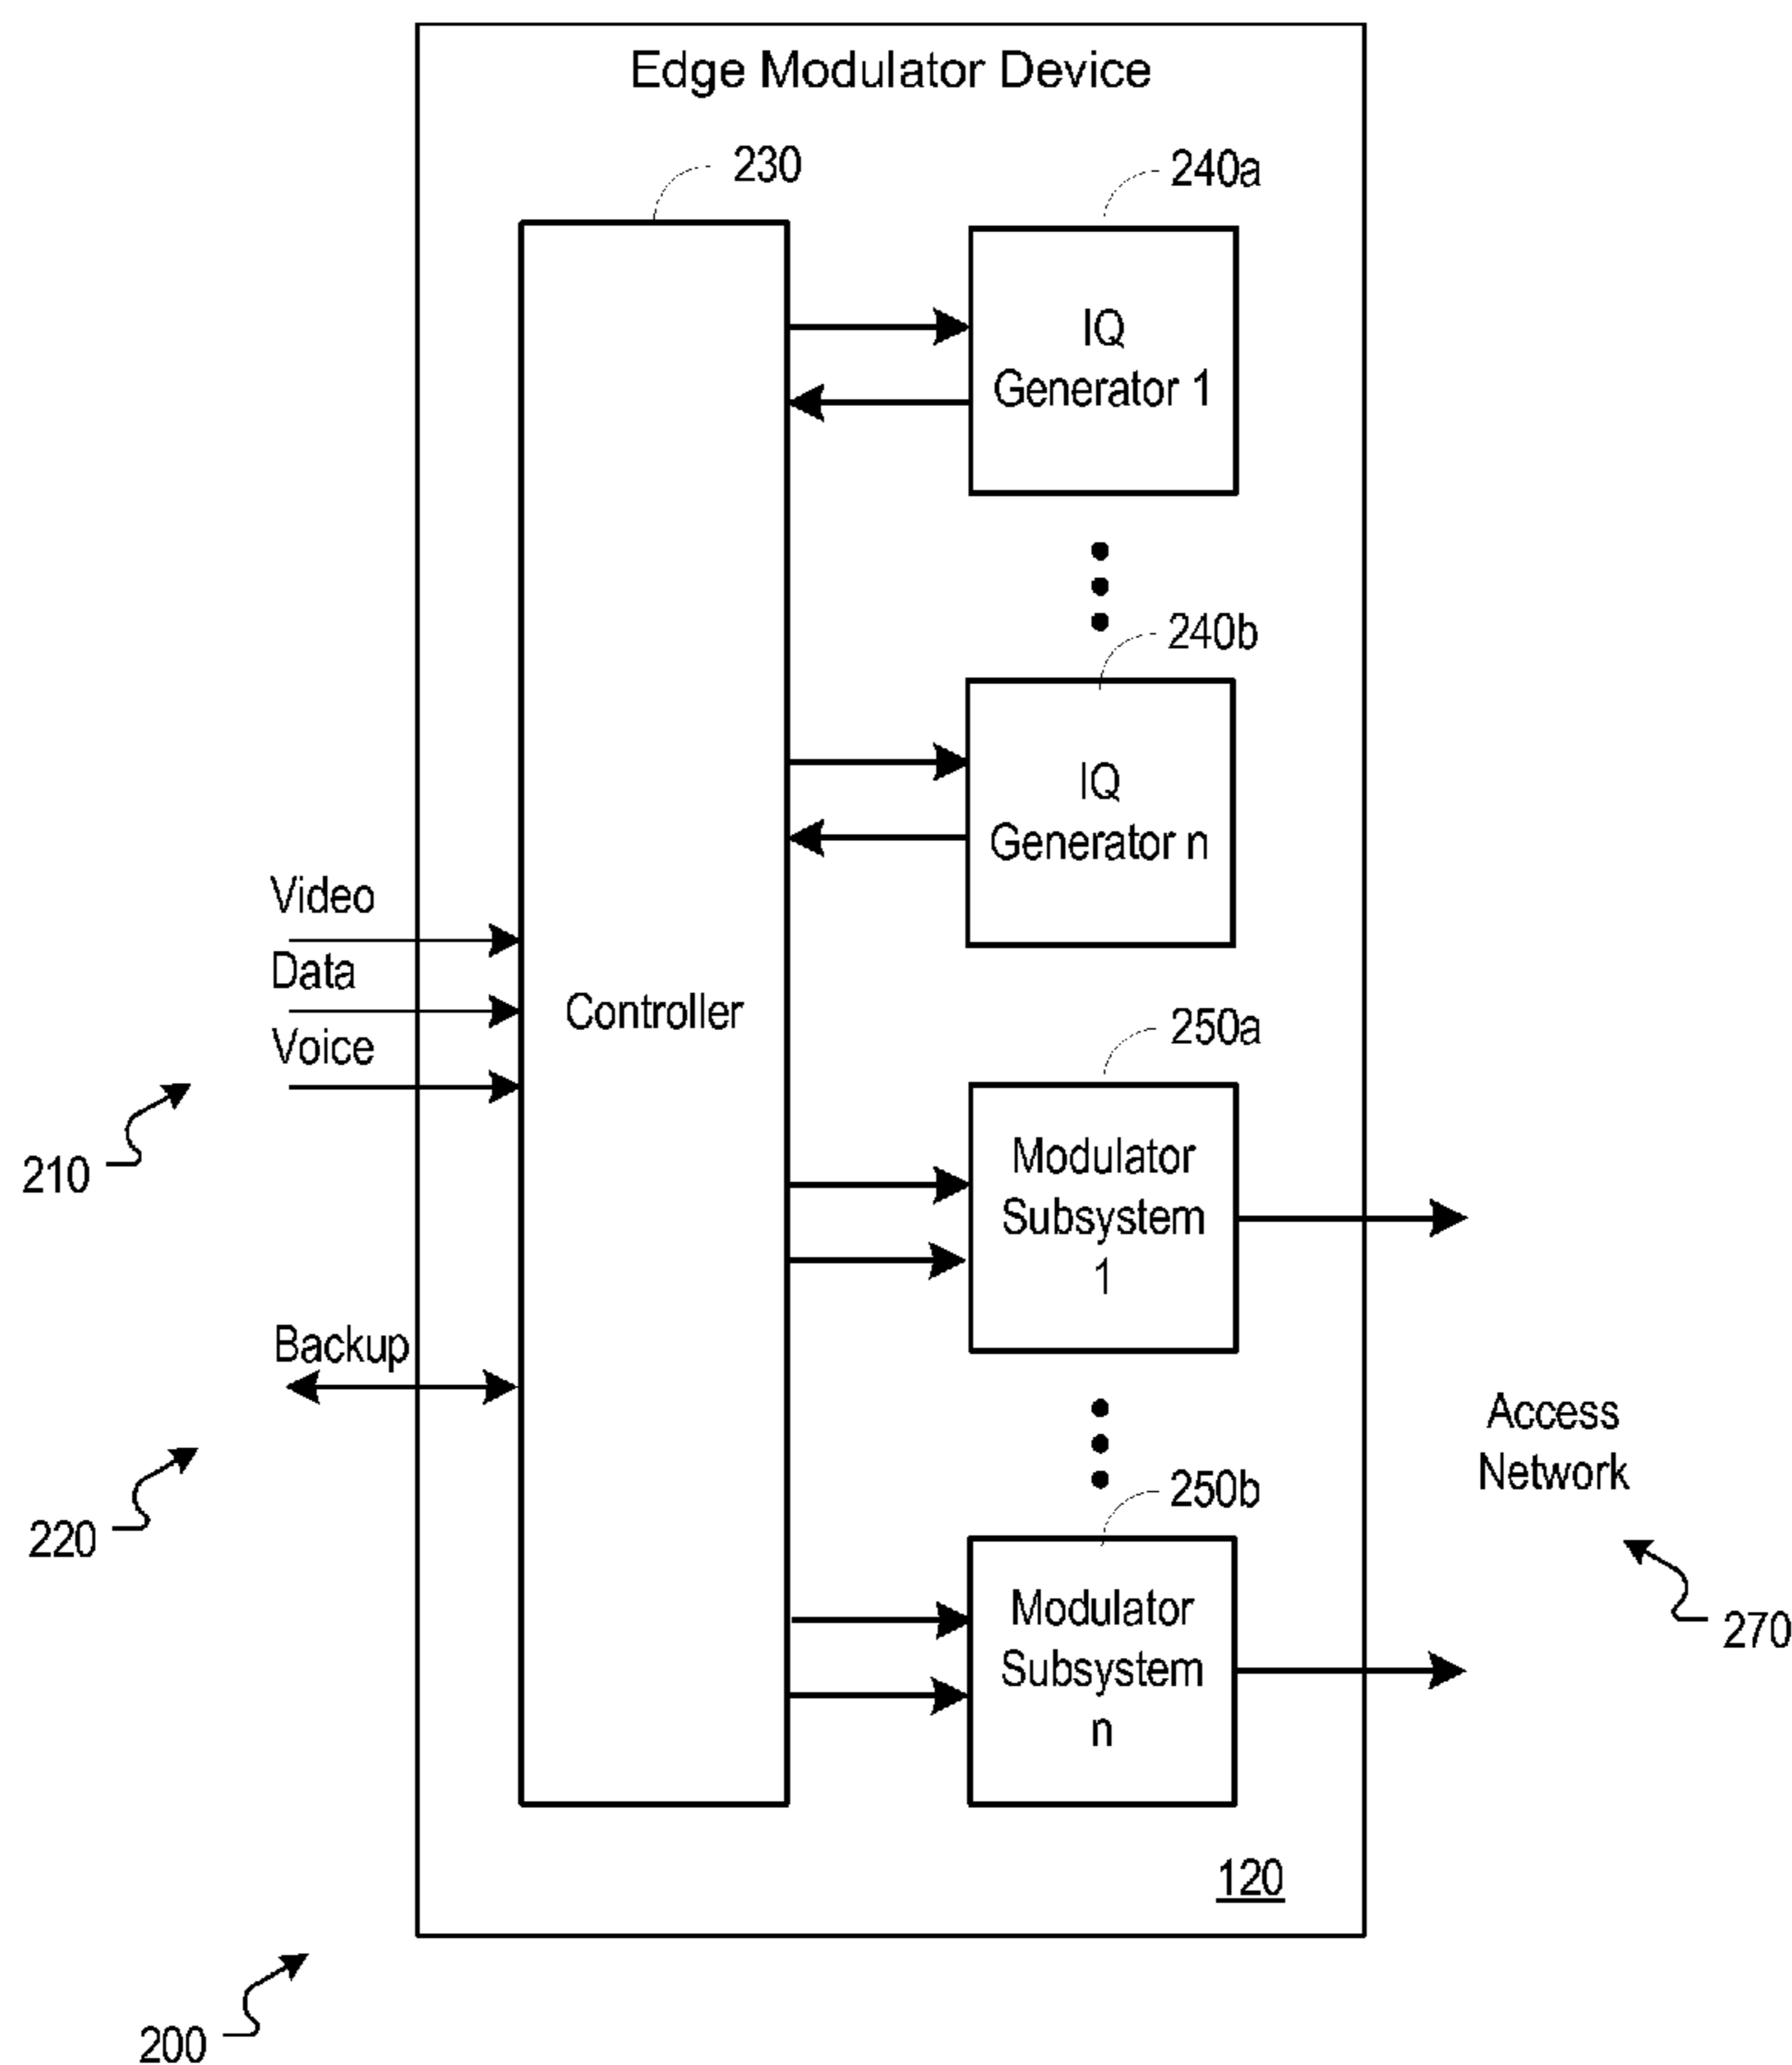 Edge Modulator Device
230
240a
IQ
Generator 1
240b
IQ
Generator n
Video
Data
Voice
Controller
210
250a
Modulator
Subsystem
1
Backup
220
Access
Network
250b
Modulator
Subsystem
n
270
120
200